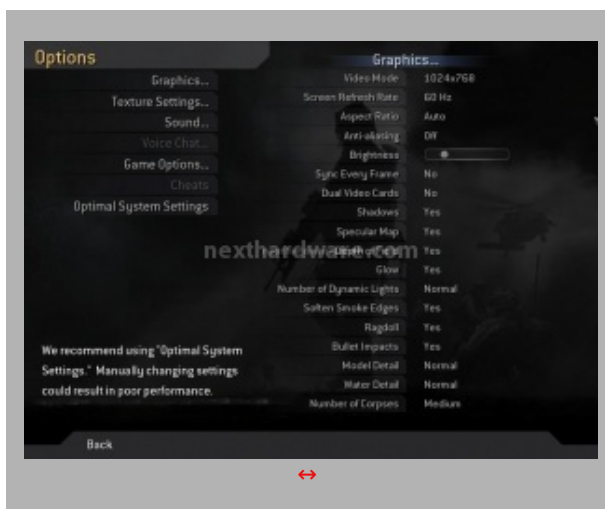 Options
Graphics...
Texture Settings...
Sound...
Voice Chat...
Game Options...
Cheats
Optimal System Settings
We recommend using "Optimal System
Settings." Manually changing settings
could result in poor performance.
Graphics...
Video Mode 1024x768
Screen Refresh Rate 60 Hz
Aspect Ratio Auto
Anti-aliasing Off
Brightness
Sync Every Frame No
Dual Video Cards No
Shadows Yes
Specular Map Yes
Depth of Field Yes
Glow Yes
Number of Dynamic Lights Normal
Soften Smoke Edges Yes
Ragdoll Yes
Bullet Impacts Yes
Model Detail Normal
Water Detail Normal
Number of Corpses Medium
nexthardware.com
Back